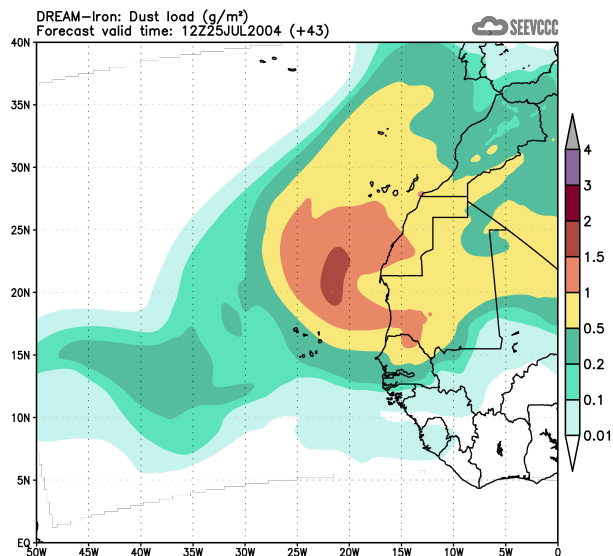 DREAM-Iron: Dust load (g/m²)
Forecast valid time: 12Z25JUL2004 (+43)
SEEVCCC
40N
35N
30N
25N
20N
15N
10N
5N
EQ
50W 45W 40W 35W 30W 25W 20W 15W 10W 5W 0
4
3
2
1.5
1
0.5
0.2
0.1
0.01